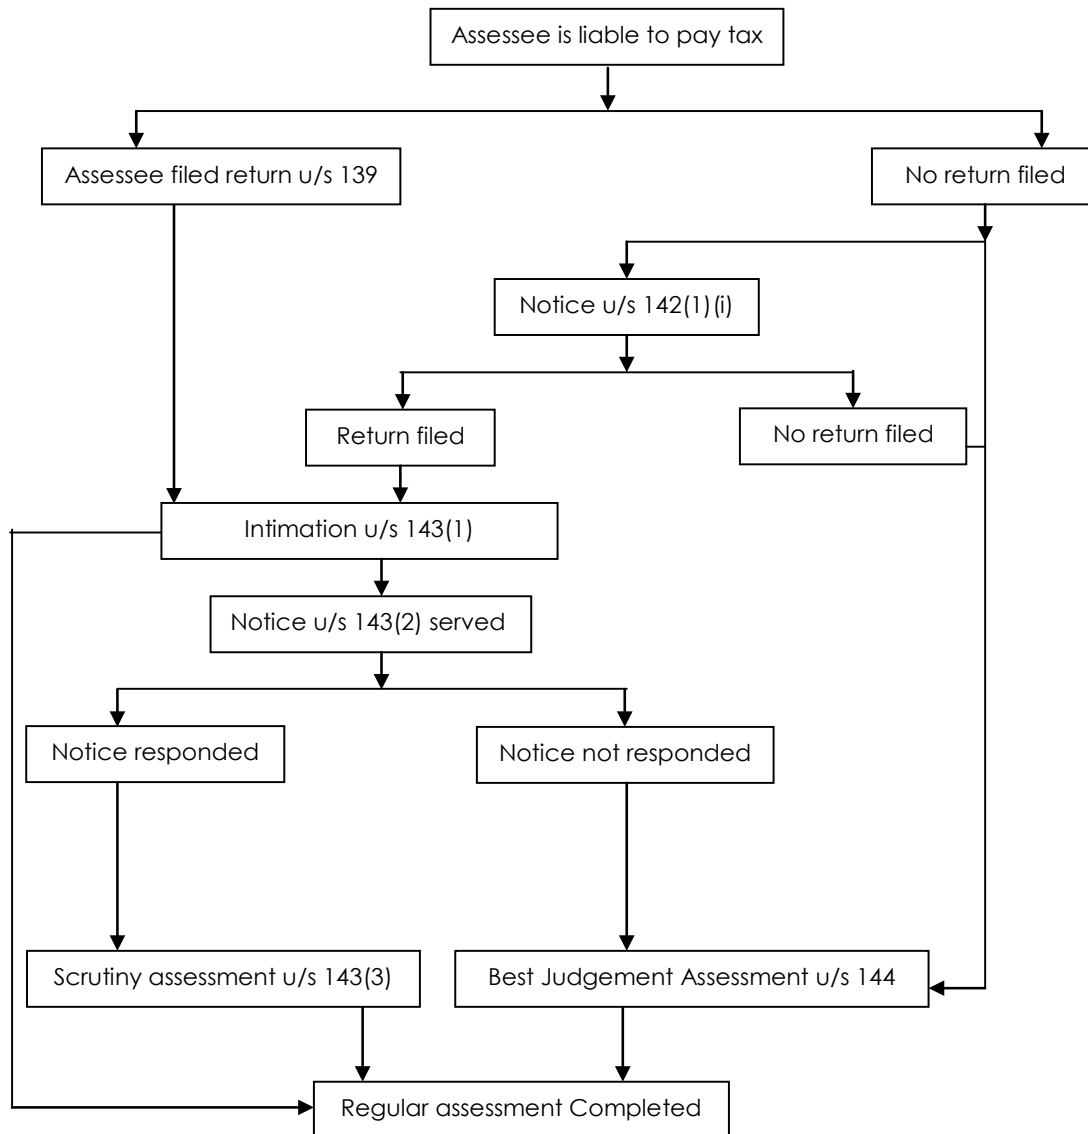 Assessee is liable to pay tax
Assessee filed return u/s 139
No return filed
Notice u/s 142(1)(i)
Return filed
No return filed
Intimation u/s 143(1)
Notice u/s 143(2) served
Notice responded
Notice not responded
Scrutiny assessment u/s 143(3)
Best Judgement Assessment u/s 144
Regular assessment Completed